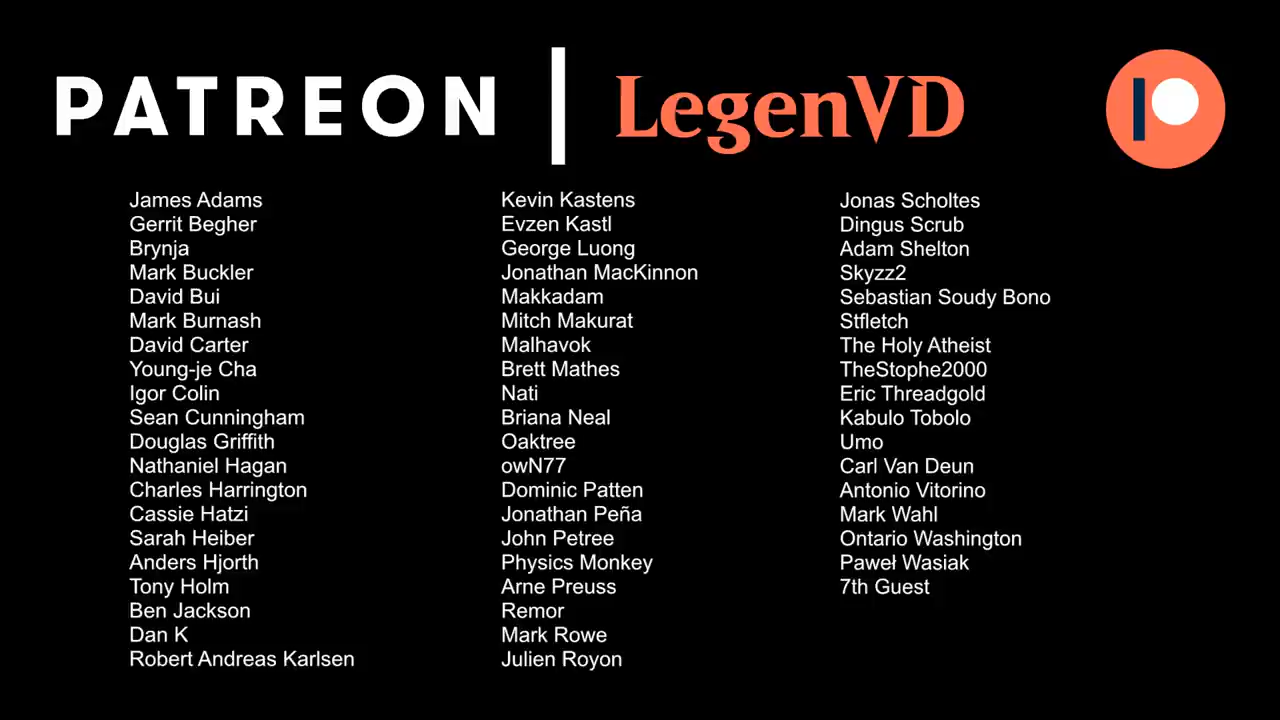 PATREON | LegenVD
James Adams
Gerrit Begher
Brynja
Mark Buckler
David Bui
Mark Burnash
David Carter
Young-je Cha
Igor Colin
Sean Cunningham
Douglas Griffith
Nathaniel Hagan
Charles Harrington
Cassie Hatzi
Sarah Heiber
Anders Hjorth
Tony Holm
Ben Jackson
Dan K
Robert Andreas Karlsen
Kevin Kastens
Evzen Kastl
George Luong
Jonathan MacKinnon
Makkadam
Mitch Makurat
Malhavok
Brett Mathes
Nati
Briana Neal
Oaktree
owN77
Dominic Patten
Jonathan Peña
John Petree
Physics Monkey
Arne Preuss
Remor
Mark Rowe
Julien Royon
Jonas Scholtes
Dingus Scrub
Adam Shelton
Skyzz2
Sebastian Soudy Bono
Stfletch
The Holy Atheist
TheStophe2000
Eric Threadgold
Kabulo Tobolo
Umo
Carl Van Deun
Antonio Vitorino
Mark Wahl
Ontario Washington
Paweł Wasiak
7th Guest